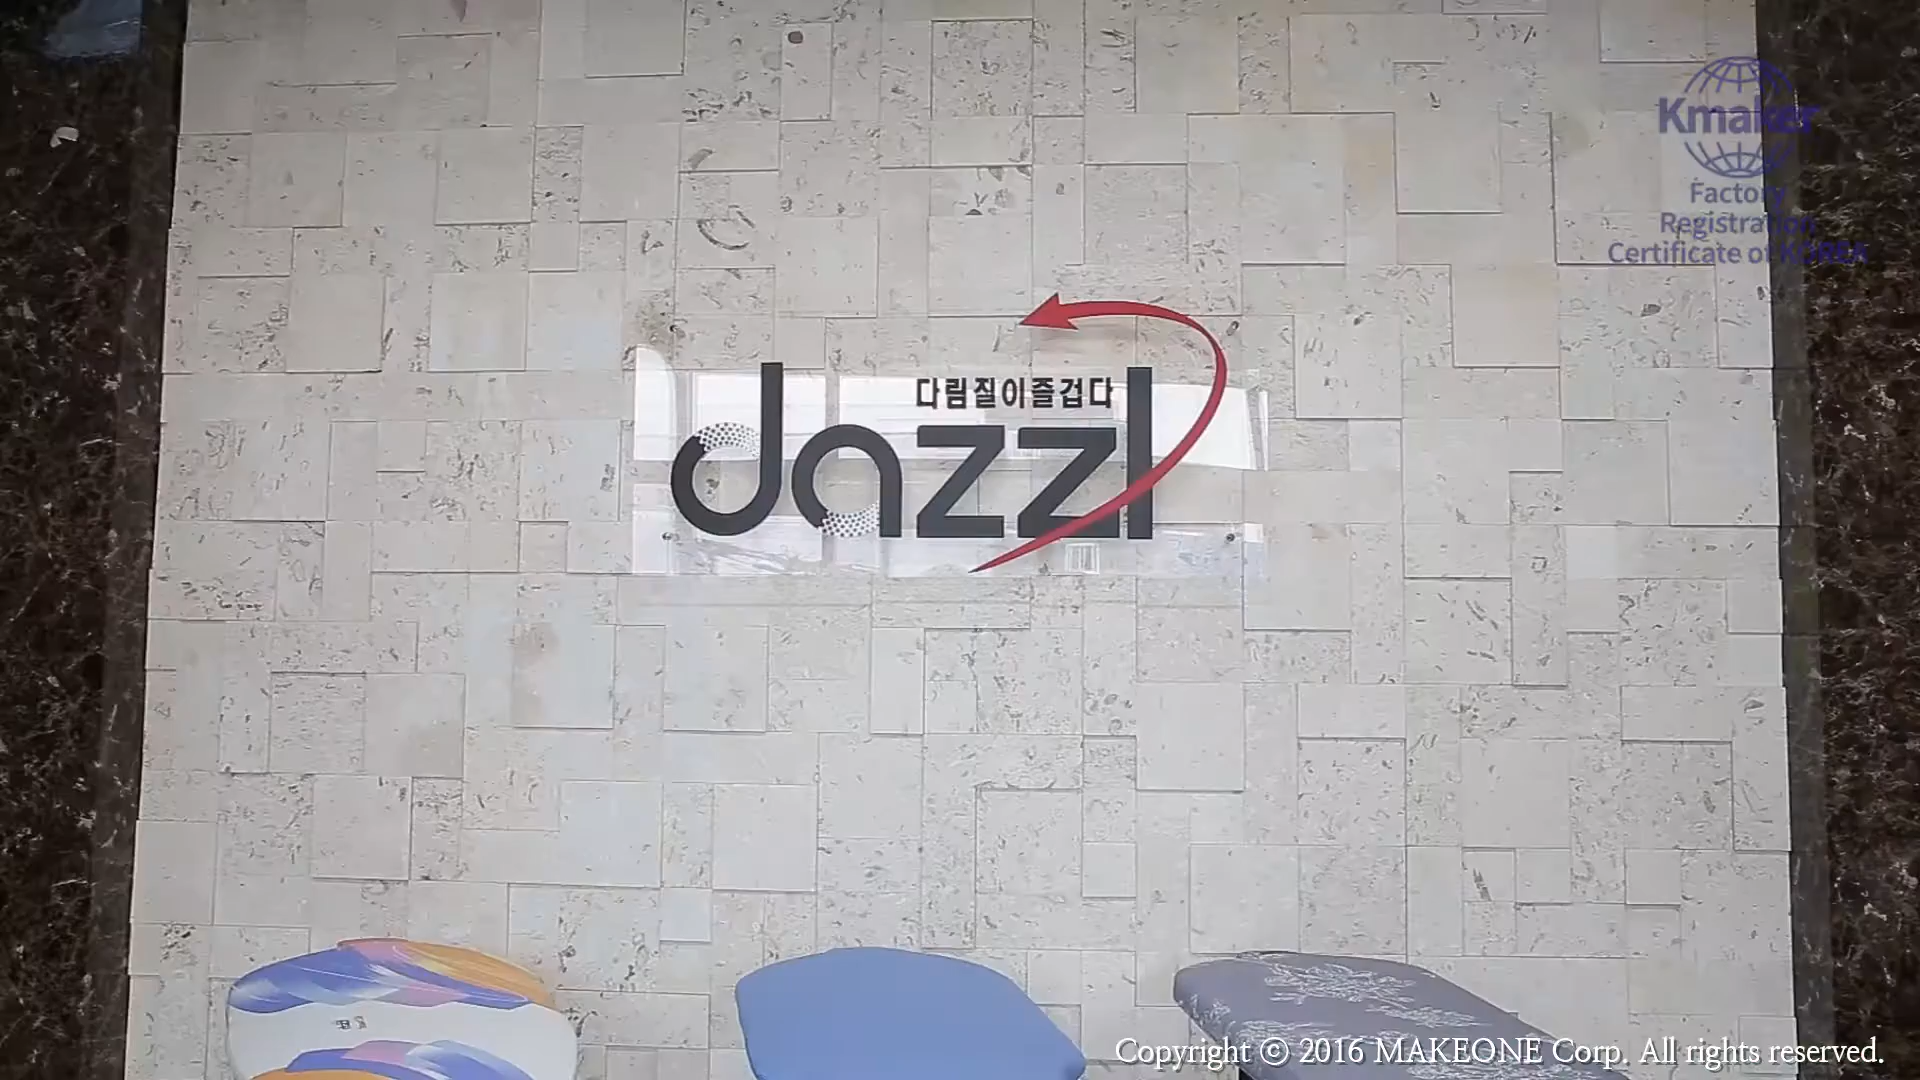 Kmaker
Factory
Registration
Certificate of KOREA
다림질이즐겁다
dazzl
Copyright © 2016 MAKEONE Corp. All rights reserved.